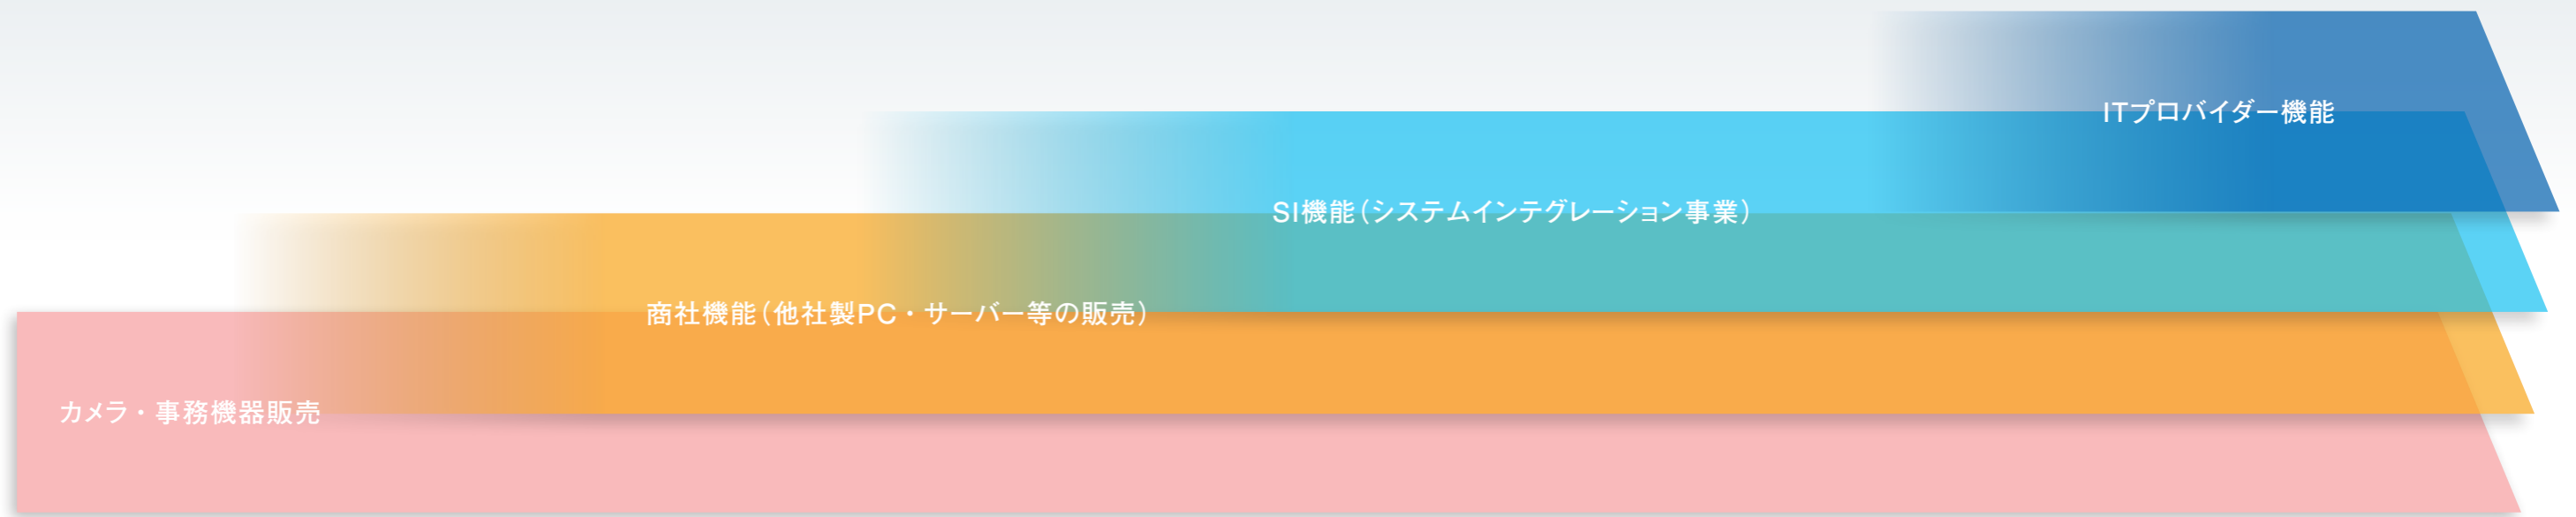 ITプロバイダー機能
SI機能（システムインテグレーション事業）
商社機能（他社製PC・サーバー等の販売）
カメラ・事務機器販売